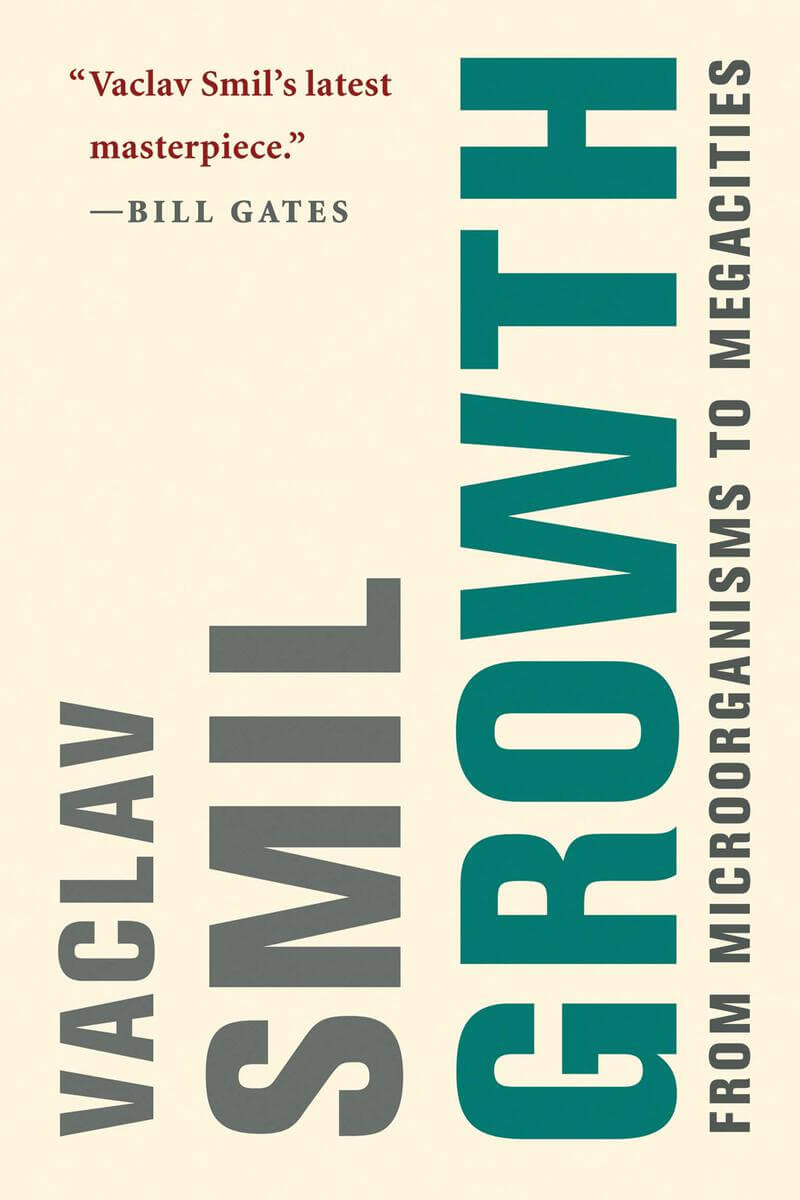 “Vaclav Smil’s latest
masterpiece.”
—BILL GATES
VACLAV
SMIL
GROWTH
FROM MICROORGANISMS TO MEGACITIES